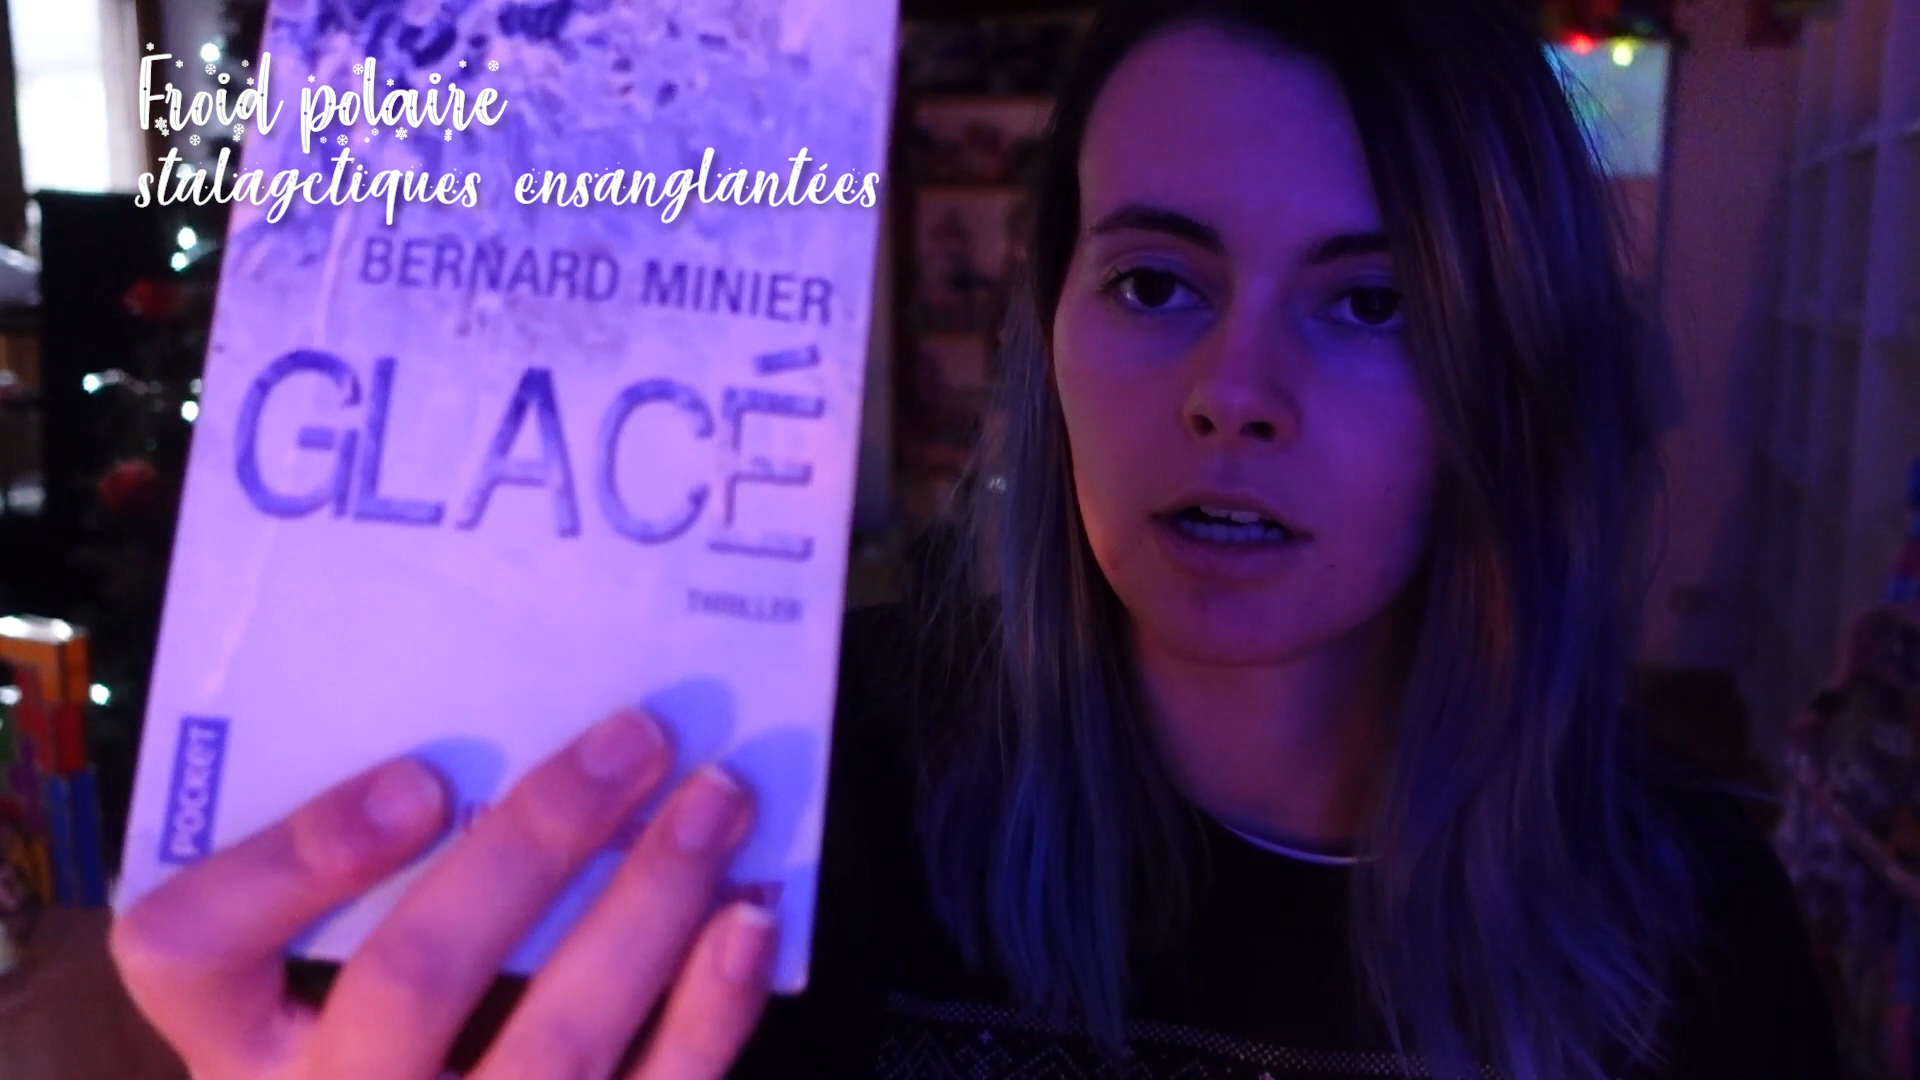 Froid polaire
stalagctiques ensanglantées
BERNARD MINIER
GLACÉ
THRILLER
POCKET